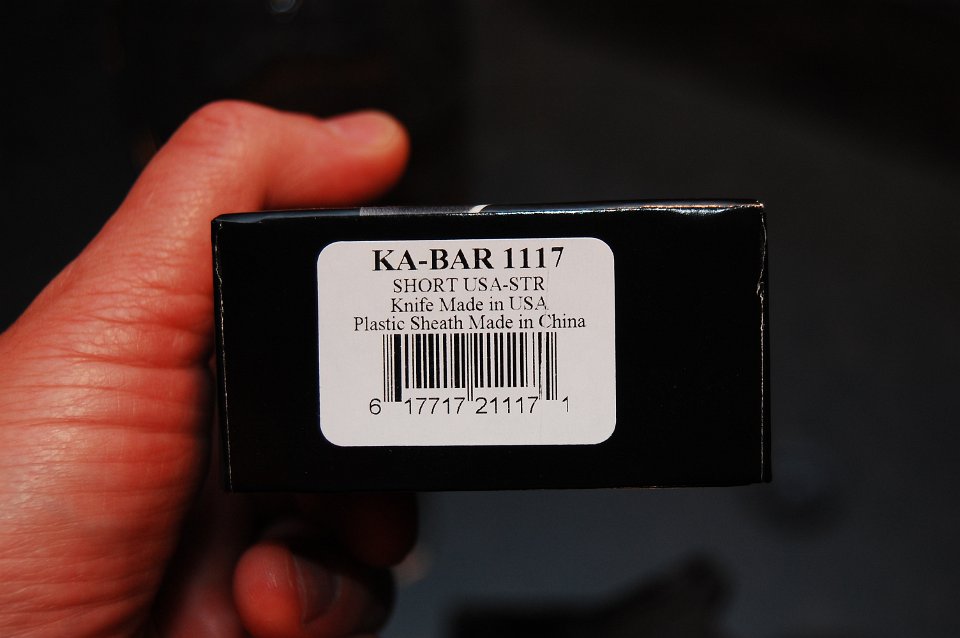 KA-BAR 1117
SHORT USA-STR
Knife Made in USA
Plastic Sheath Made in China
6 17717 21117 1